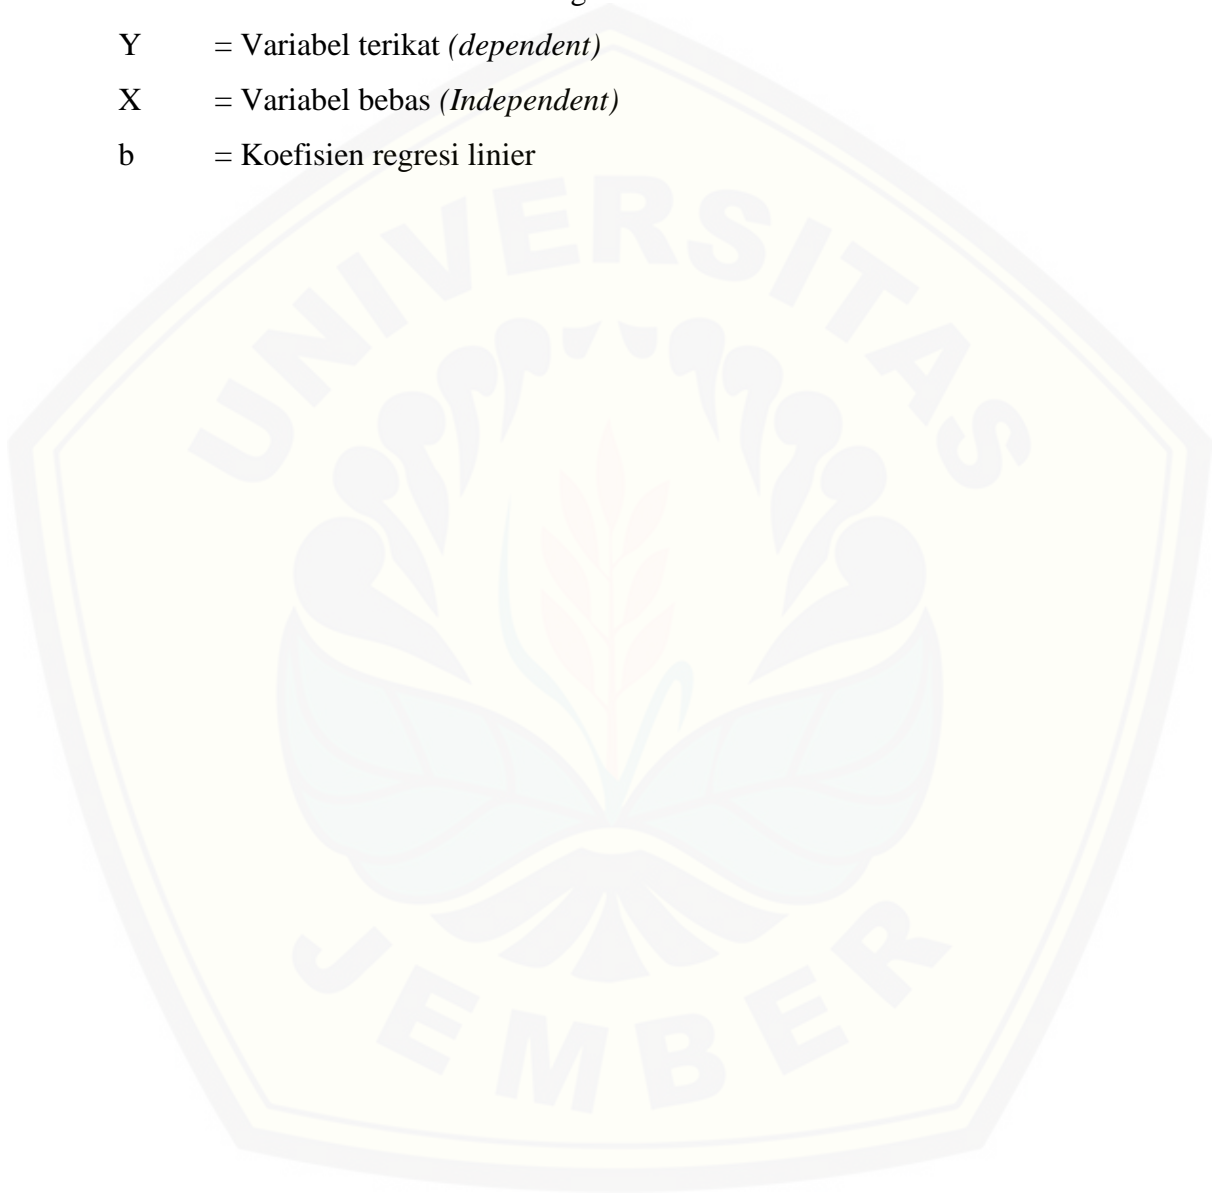 Y = Variabel terikat (dependent)
X = Variabel bebas (Independent)
b = Koefisien regresi linier
UNIVERSITAS
JEMBER